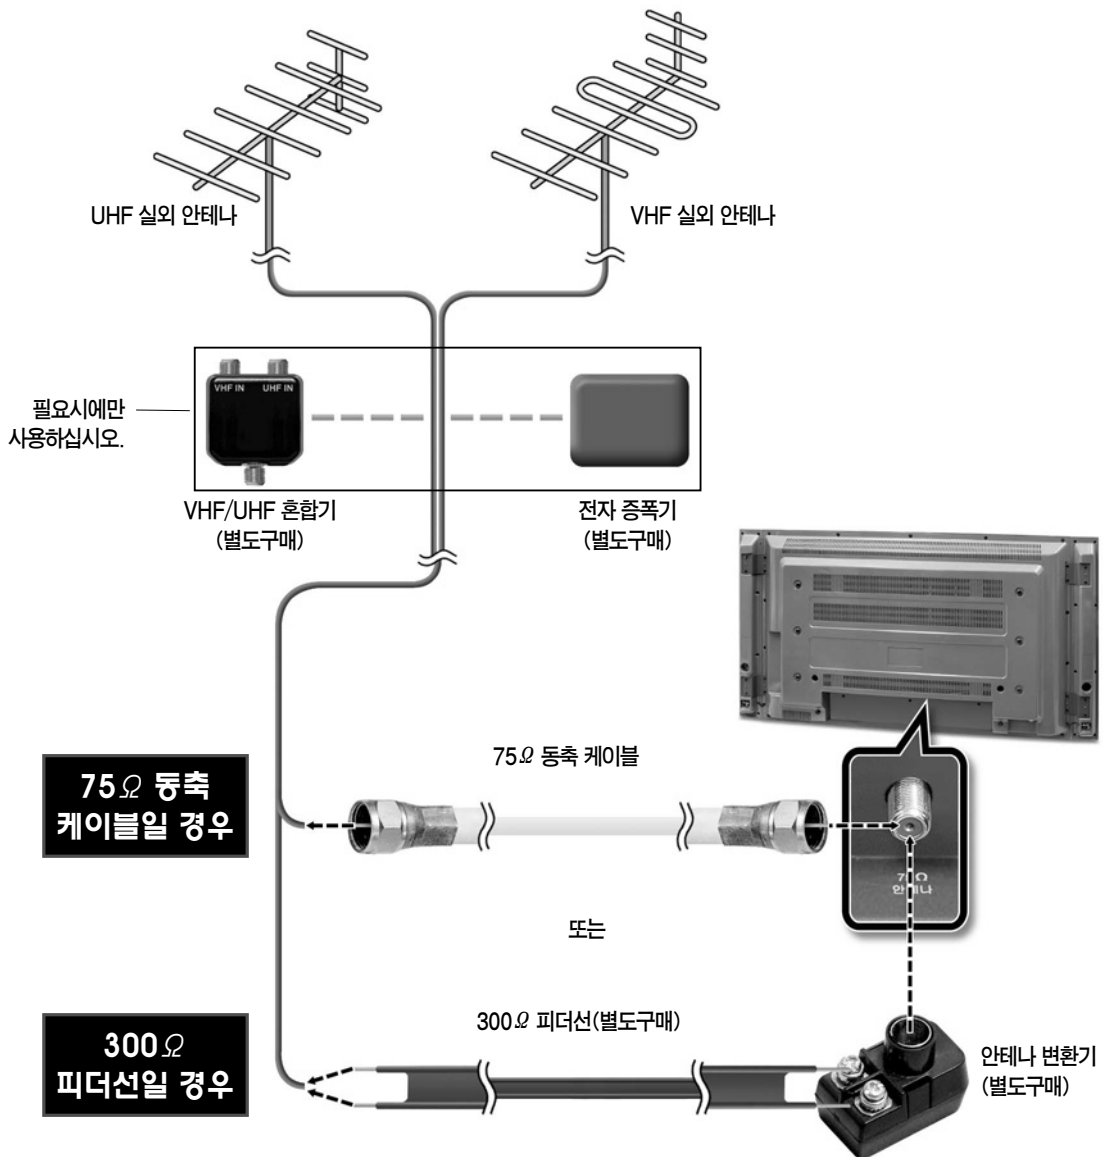 UHF 실외 안테나
VHF 실외 안테나
VHF IN UHF IN
필요시에만
사용하십시오.
VHF/UHF 혼합기
(별도구매)
전자 증폭기
(별도구매)
75Ω 동축
케이블일 경우
75Ω 동축 케이블
75Ω
안테나
또는
300Ω
피더선일 경우
300Ω 피더선(별도구매)
안테나 변환기
(별도구매)